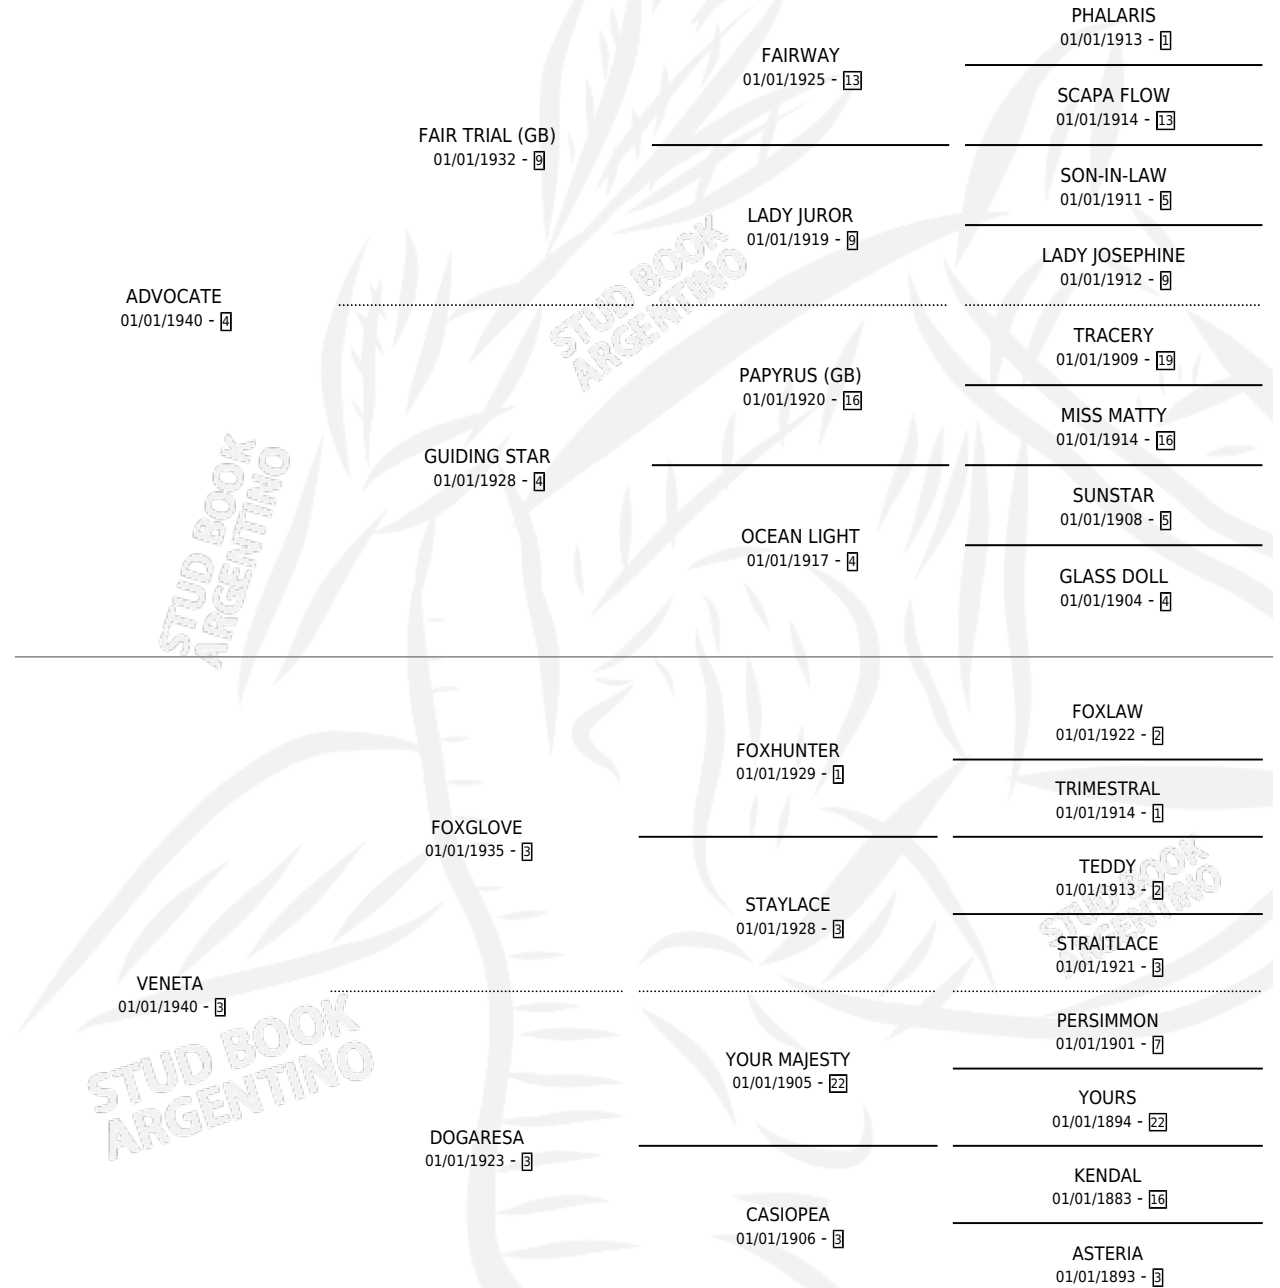 PHALARIS
01/01/1913 - 1
FAIRWAY
01/01/1925 - 13
SCAPA FLOW
01/01/1914 - 13
FAIR TRIAL (GB)
01/01/1932 - 9
SON-IN-LAW
01/01/1911 - 5
LADY JUROR
01/01/1919 - 9
LADY JOSEPHINE
01/01/1912 - 9
ADVOCATE
01/01/1940 - 4
STUD BOOK
ARGENTINO
TRACERY
01/01/1909 - 19
PAPYRUS (GB)
01/01/1920 - 16
MISS MATTY
01/01/1914 - 16
GUIDING STAR
01/01/1928 - 4
SUNSTAR
01/01/1908 - 5
OCEAN LIGHT
01/01/1917 - 4
GLASS DOLL
01/01/1904 - 4
STUD BOOK
ARGENTINO
FOXLAW
01/01/1922 - 2
FOXHUNTER
01/01/1929 - 1
TRIMESTRAL
01/01/1914 - 1
FOXGLOVE
01/01/1935 - 3
TEDDY
01/01/1913 - 2
STAYLACE
01/01/1928 - 3
STRAITLACE
01/01/1921 - 3
STUD BOOK
ARGENTINO
VENETA
01/01/1940 - 3
PERSIMMON
01/01/1901 - 7
YOUR MAJESTY
01/01/1905 - 22
YOURS
01/01/1894 - 22
STUD BOOK
ARGENTINO
DOGARESA
01/01/1923 - 3
KENDAL
01/01/1883 - 16
CASIOPEA
01/01/1906 - 3
ASTERIA
01/01/1893 - 3